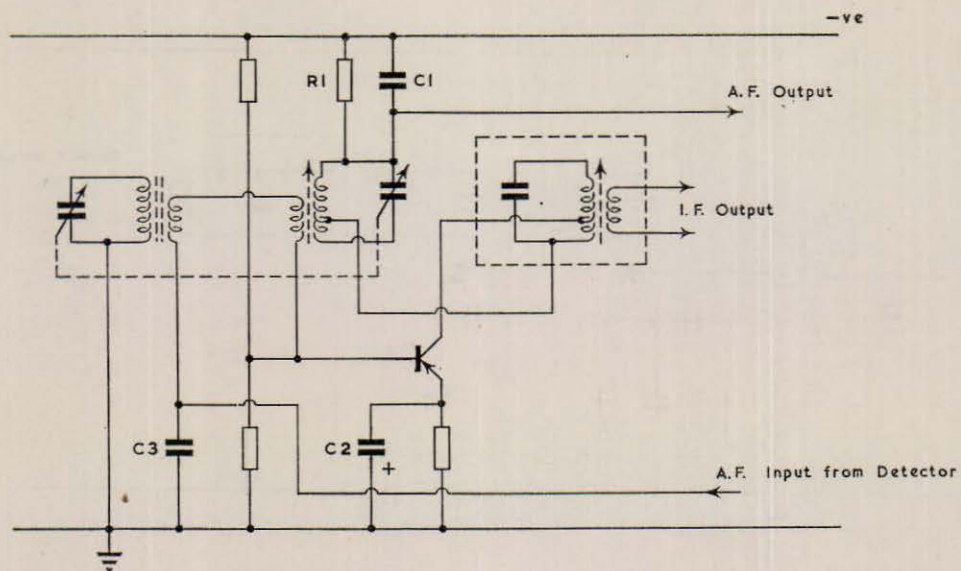 -ve
R1
C1
A.F. Output
I.F. Output
C3
C2
+
A.F. Input from Detector